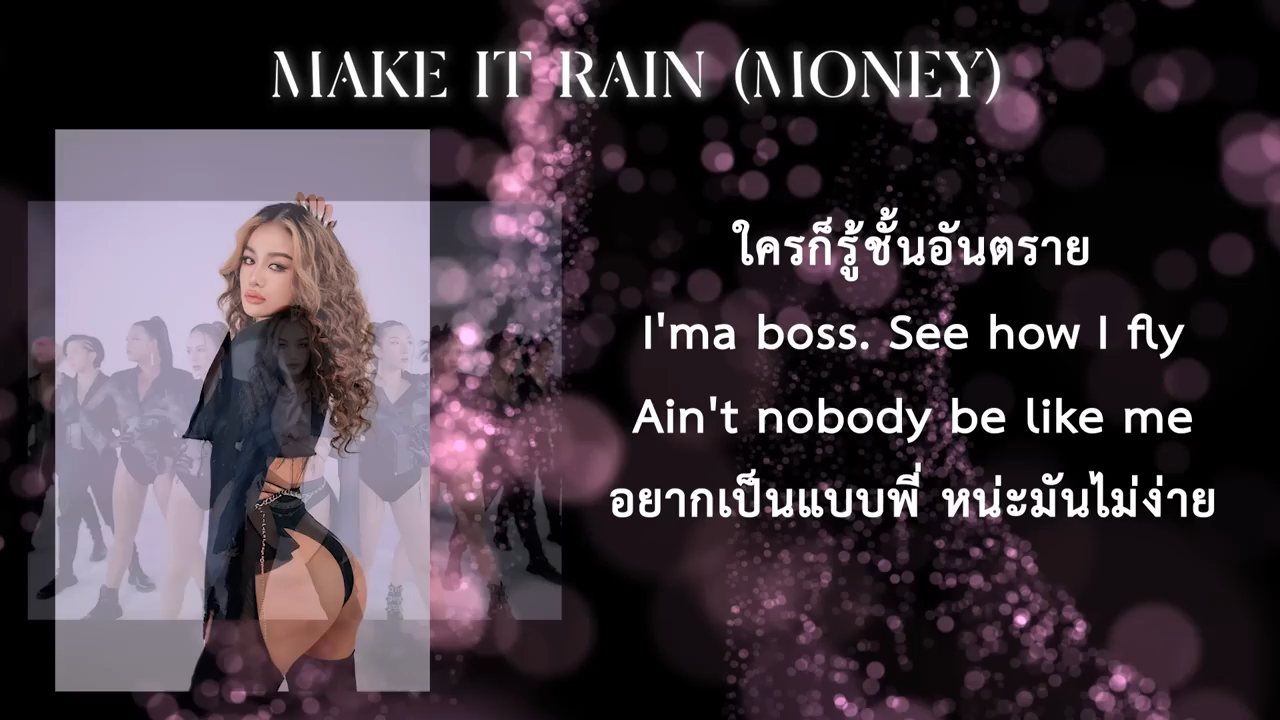 MAKE IT RAIN (MONEY)
ใครก็รู้ชั้นอันตราย
I'ma boss. See how I fly
Ain't nobody be like me
อยากเป็นแบบพี่ หน่ะมันไม่ง่าย